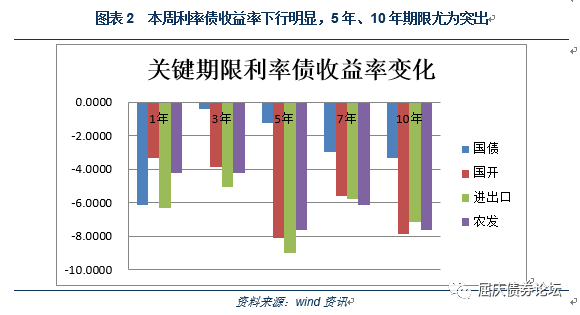 图表 2 本周利率债收益率下行明显，5 年、10 年期限尤为突出
关键期限利率债收益率变化
0.0000
-2.0000
-4.0000
-6.0000
-8.0000
-10.0000
1年 3年 5年 7年 10年
国债
国开
进出口
农发
屈庆债券论坛
资料来源：wind 资讯